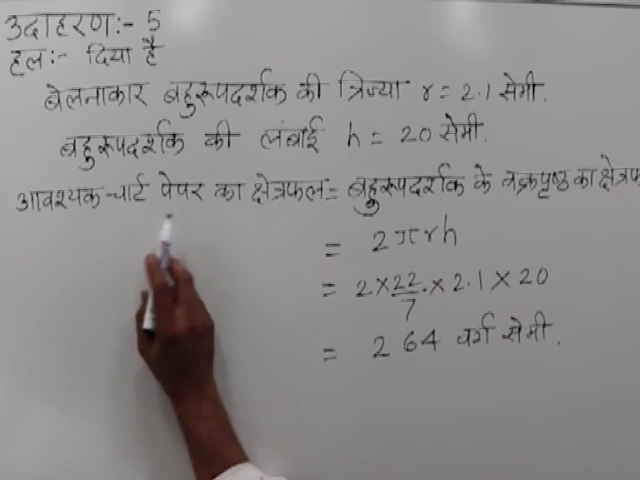 उदाहरण:- 5
हल:- दिया है
बेलनाकार बहुरूपदर्शक की त्रिज्या r = 2.1 सेमी.
बहुरूपदर्शक की लंबाई h = 20 सेमी.
आवश्यक चार्ट पेपर का क्षेत्रफल = बहुरूपदर्शक के वक्रपृष्ठ का क्षेत्रफ
= 2πrh
= 2 × 22/7 × 2.1 × 20
= 264 वर्ग सेमी.